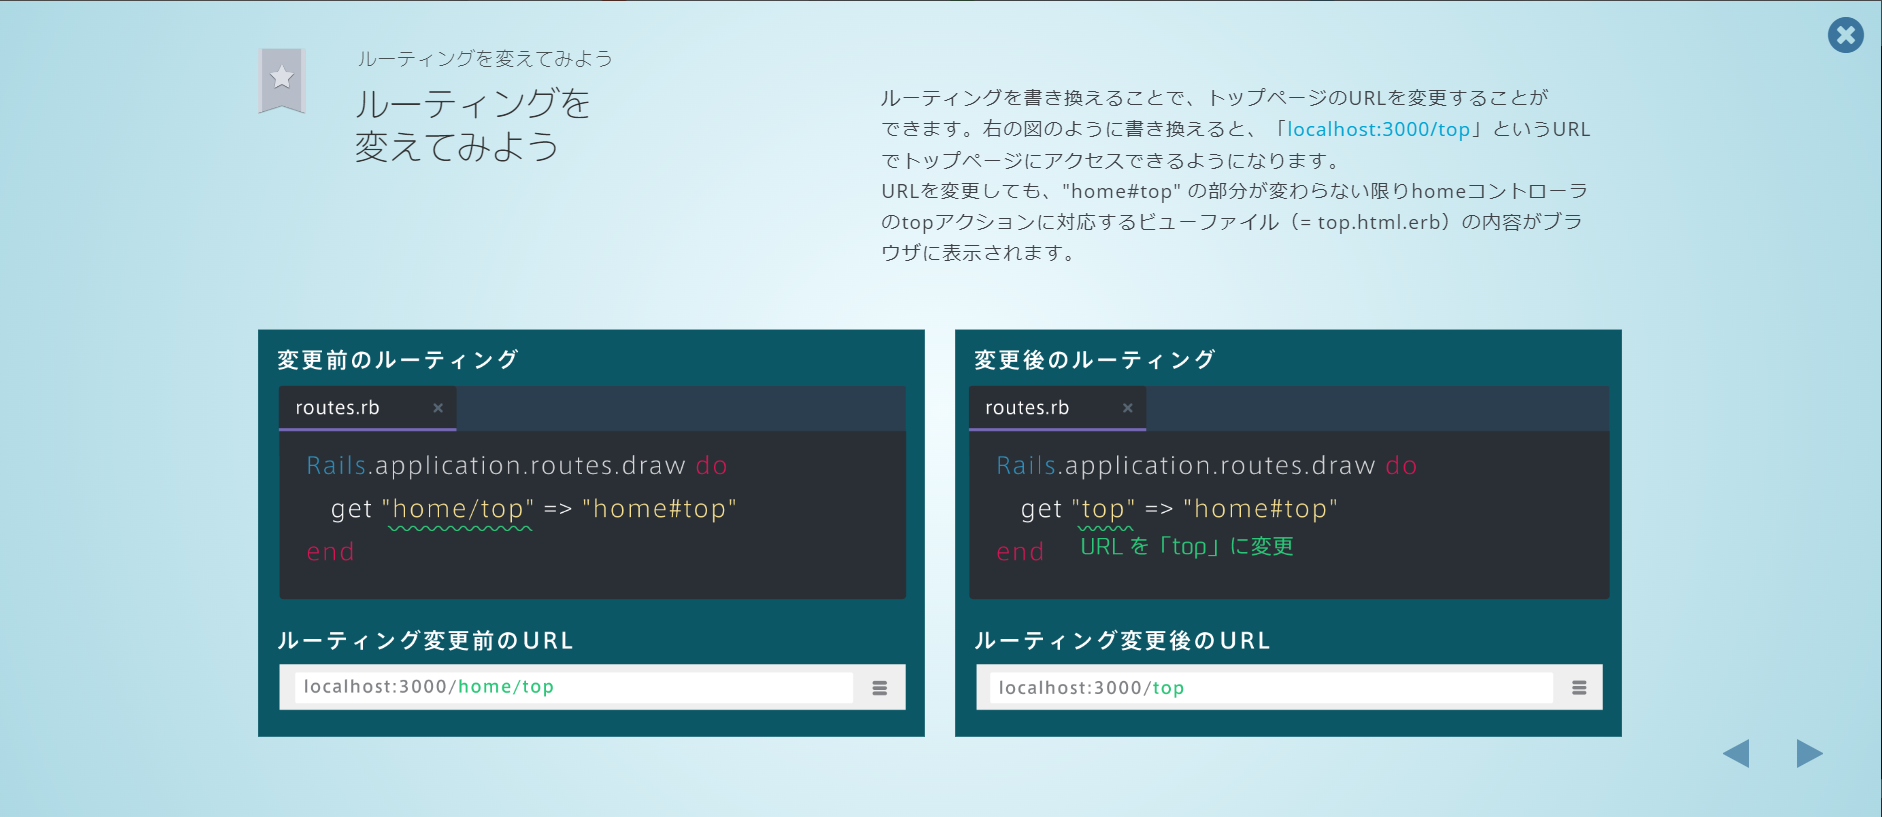 ルーティングを変えてみよう
ルーティングを
変えてみよう
ルーティングを書き換えることで、トップページのURLを変更することが
できます。右の図のように書き換えると、「localhost:3000/top」というURL
でトップページにアクセスできるようになります。
URLを変更しても、"home#top" の部分が変わらない限りhomeコントローラ
のtopアクションに対応するビューファイル（= top.html.erb）の内容がブラ
ウザに表示されます。
変更前のルーティング
routes.rb ×
Rails.application.routes.draw do
get "home/top" => "home#top"
end
ルーティング変更前のURL
localhost:3000/home/top
変更後のルーティング
routes.rb ×
Rails.application.routes.draw do
get "top" => "home#top"
end URL を「top」に変更
ルーティング変更後のURL
localhost:3000/top